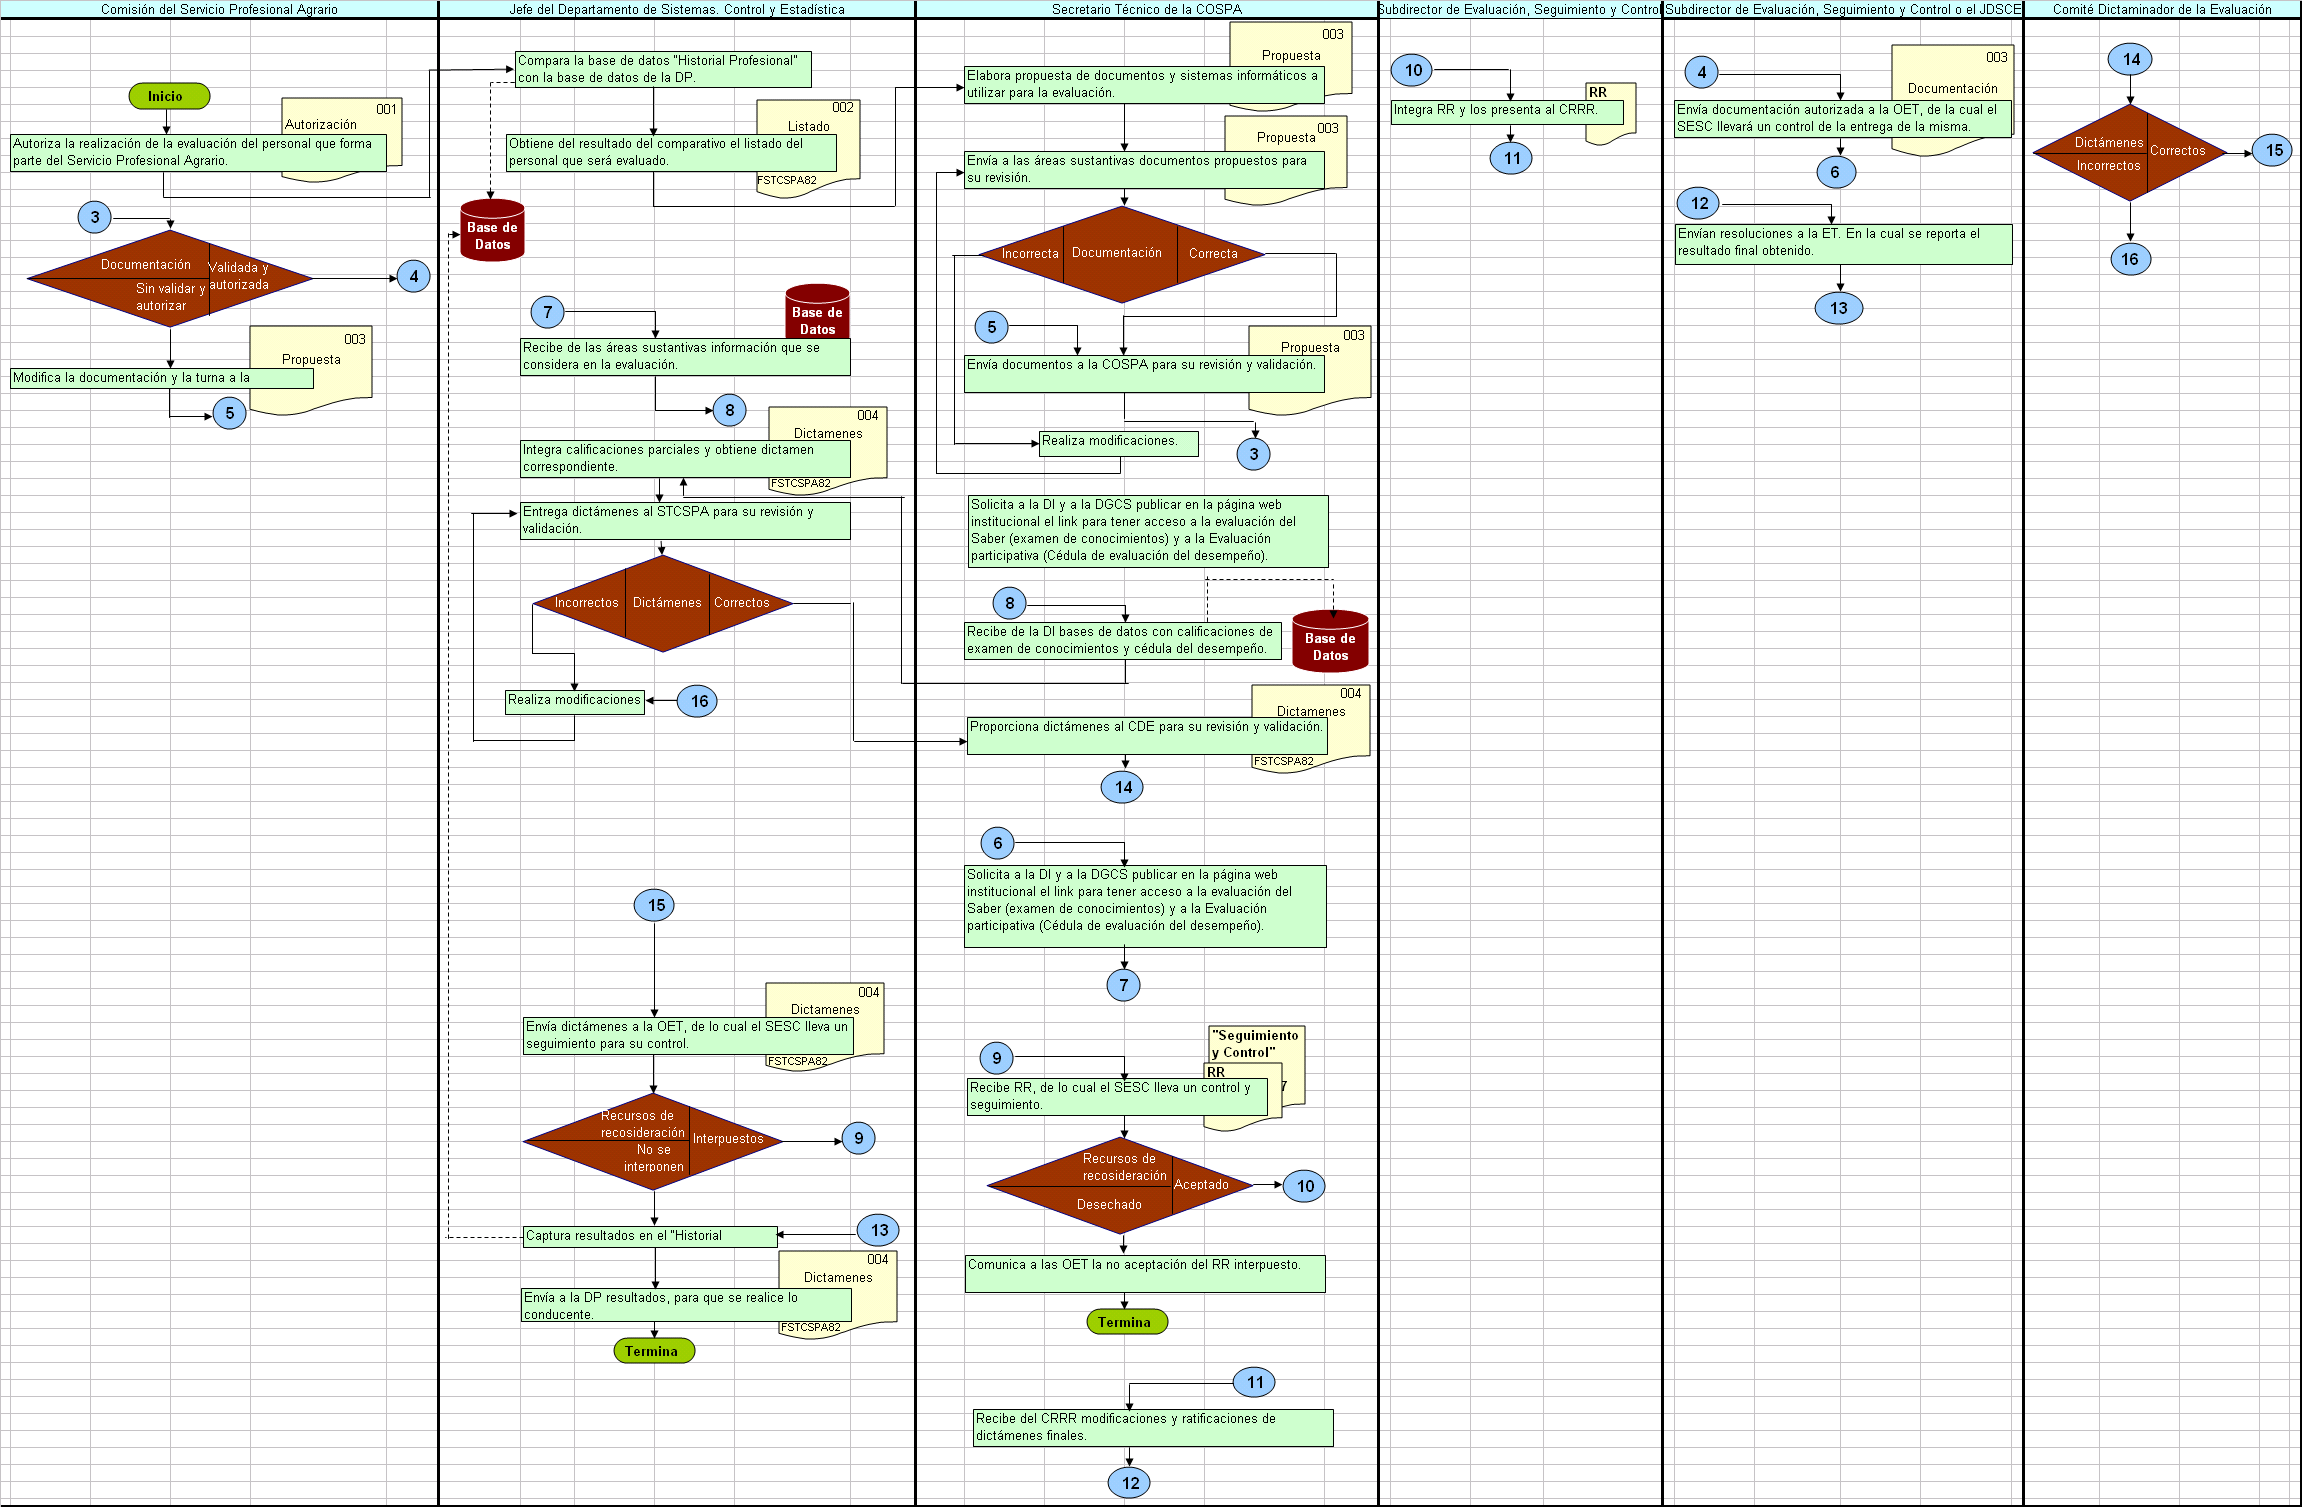 Comisión del Servicio Profesional Agrario
Inicio
001
Autorización
Autoriza la realización de la evaluación del personal que forma
parte del Servicio Profesional Agrario.
3
Documentación
Validada y
autorizada
Sin validar y
autorizar
4
003
Propuesta
Modifica la documentación y la turna a la
5
Jefe del Departamento de Sistemas. Control y Estadística
Compara la base de datos "Historial Profesional"
con la base de datos de la DP.
002
Listado
Obtiene del resultado del comparativo el listado del
personal que será evaluado.
FSTCSPA82
Base de
Datos
7
Base de
Datos
Recibe de las áreas sustantivas información que se
considera en la evaluación.
8
004
Dictamenes
Integra calificaciones parciales y obtiene dictamen
correspondiente.
FSTCSPA82
Entrega dictámenes al STCSPA para su revisión y
validación.
Incorrectos
Dictámenes
Correctos
Realiza modificaciones
16
15
004
Dictamenes
Envía dictámenes a la OET, de lo cual el SESC lleva un
seguimiento para su control.
FSTCSPA82
Recursos de
recosideración
Interpuestos
No se
interponen
9
13
Captura resultados en el "Historial
004
Dictamenes
Envía a la DP resultados, para que se realice lo
conducente.
FSTCSPA82
Termina
Secretario Técnico de la COSPA
003
Propuesta
Elabora propuesta de documentos y sistemas informáticos a
utilizar para la evaluación.
003
Propuesta
Envía a las áreas sustantivas documentos propuestos para
su revisión.
Incorrecta
Documentación
Correcta
5
003
Propuesta
Envía documentos a la COSPA para su revisión y validación.
Realiza modificaciones.
3
Solicita a la DI y a la DGCS publicar en la página web
institucional el link para tener acceso a la evaluación del
Saber (examen de conocimientos) y a la Evaluación
participativa (Cédula de evaluación del desempeño).
8
Recibe de la DI bases de datos con calificaciones de
examen de conocimientos y cédula del desempeño.
Base de
Datos
004
Dictamenes
Proporciona dictámenes al CDE para su revisión y validación.
FSTCSPA82
14
6
Solicita a la DI y a la DGCS publicar en la página web
institucional el link para tener acceso a la evaluación del
Saber (examen de conocimientos) y a la Evaluación
participativa (Cédula de evaluación del desempeño).
7
9
"Seguimiento
y Control"
RR
7
Recibe RR, de lo cual el SESC lleva un control y
seguimiento.
Recursos de
recosideración
Aceptado
Desechado
10
Comunica a las OET la no aceptación del RR interpuesto.
Termina
11
Recibe del CRRR modificaciones y ratificaciones de
dictámenes finales.
12
Subdirector de Evaluación, Seguimiento y Control
10
RR
Integra RR y los presenta al CRRR.
11
Subdirector de Evaluación, Seguimiento y Control o el JDSCE
4
003
Documentación
Envía documentación autorizada a la OET, de la cual el
SESC llevará un control de la entrega de la misma.
6
12
Envían resoluciones a la ET. En la cual se reporta el
resultado final obtenido.
13
Comité Dictaminador de la Evaluación
14
Dictámenes
Correctos
Incorrectos
15
16